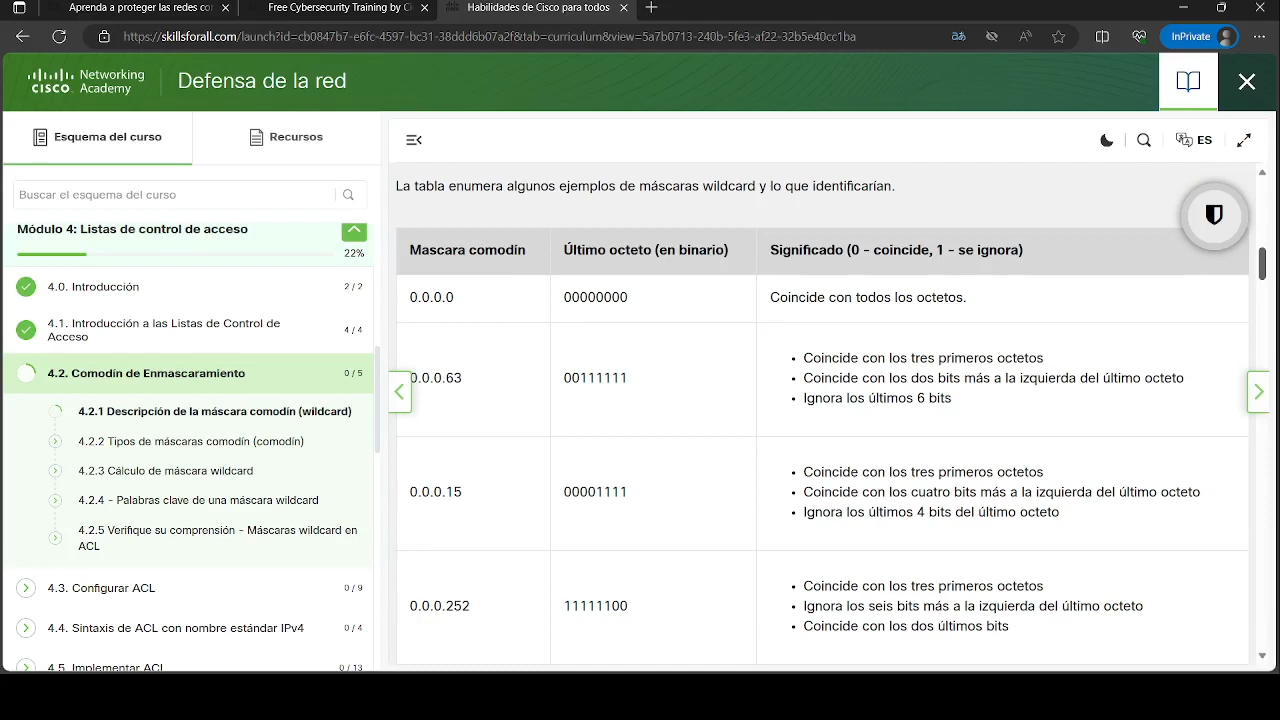 Aprenda a proteger las redes cor
Free Cybersecurity Training by Ci
Habilidades de Cisco para todos
https://skillsforall.com/launch?id=cb0847b7-e6fc-4597-bc31-38ddd6b07a2f&tab=curriculum&view=5a7b0713-240b-5fe3-af22-32b5e40cc1ba
InPrivate
CISCO
Networking
Academy
Defensa de la red
Esquema del curso
Recursos
ES
Buscar el esquema del curso
Módulo 4: Listas de control de acceso
22%
4.0. Introducción 2 / 2
4.1. Introducción a las Listas de Control de
Acceso 4 / 4
4.2. Comodín de Enmascaramiento 0 / 5
4.2.1 Descripción de la máscara comodín (wildcard)
4.2.2 Tipos de máscaras comodín (comodín)
4.2.3 Cálculo de máscara wildcard
4.2.4 - Palabras clave de una máscara wildcard
4.2.5 Verifique su comprensión - Máscaras wildcard en
ACL
4.3. Configurar ACL 0 / 9
4.4. Sintaxis de ACL con nombre estándar IPv4 0 / 4
4.5. Implementar ACL 0 / 13
La tabla enumera algunos ejemplos de máscaras wildcard y lo que identificarían.
Mascara comodín Último octeto (en binario) Significado (0 - coincide, 1 - se ignora)
0.0.0.0 00000000 Coincide con todos los octetos.
0.0.0.63 00111111
• Coincide con los tres primeros octetos
• Coincide con los dos bits más a la izquierda del último octeto
• Ignora los últimos 6 bits
0.0.0.15 00001111
• Coincide con los tres primeros octetos
• Coincide con los cuatro bits más a la izquierda del último octeto
• Ignora los últimos 4 bits del último octeto
0.0.0.252 11111100
• Coincide con los tres primeros octetos
• Ignora los seis bits más a la izquierda del último octeto
• Coincide con los dos últimos bits